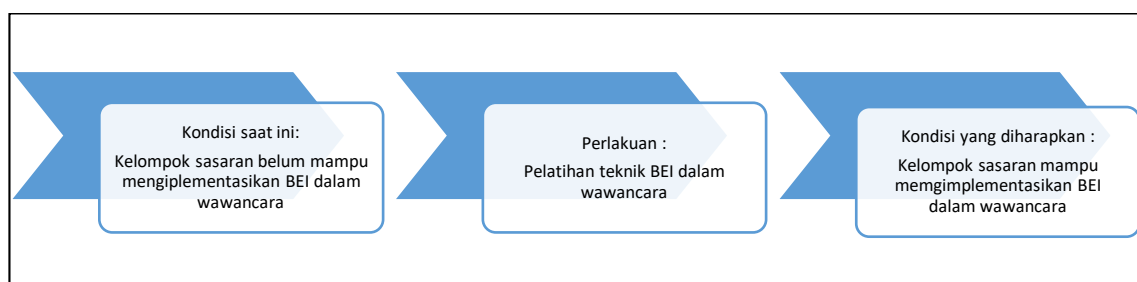 Kondisi saat ini:
Kelompok sasaran belum mampu
mengiplementasikan BEI dalam
wawancara
Perlakuan :
Pelatihan teknik BEI dalam
wawancara
Kondisi yang diharapkan :
Kelompok sasaran mampu
memgimplementasikan BEI
dalam wawancara